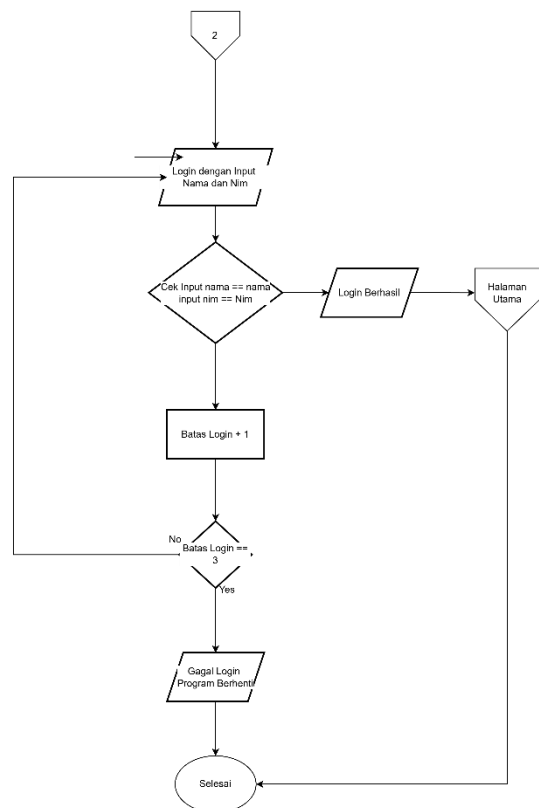 2
Login dengan Input
Nama dan Nim
Cek Input nama == nama
input nim == Nim
Login Berhasil
Halaman
Utama
Batas Login + 1
No
Batas Login ==
3
Yes
Gagal Login
Program Berhenti
Selesai